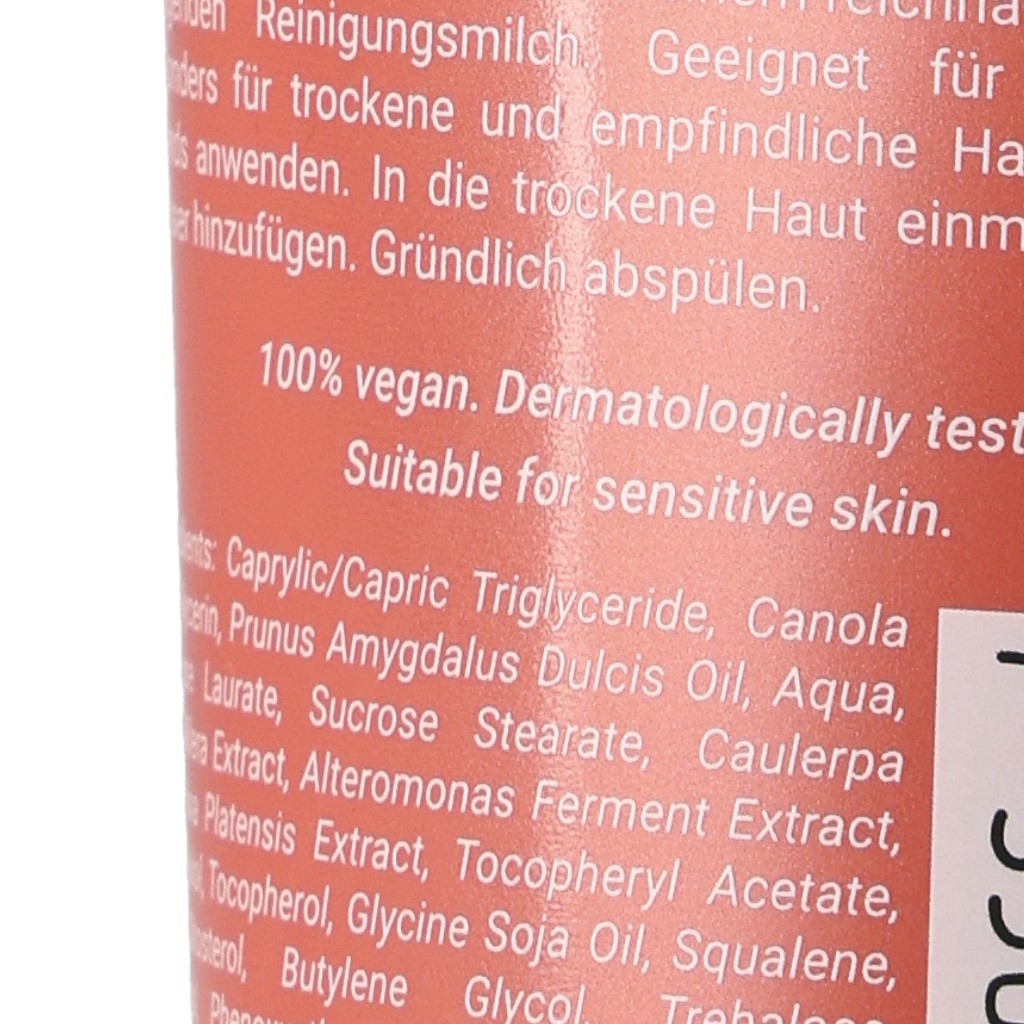 Reinigungsmilch. Geeignet für
für trockene und empfindliche
anwenden. In die trockene Haut
hinzufügen. Gründlich abspülen.
100% vegan. Dermatologically
Suitable for sensitive skin.
Caprylic/Capric Triglyceride, Canola
Prunus Amygdalus Dulcis Oil, Aqua,
Laurate, Sucrose Stearate, Caulerpa
Extract, Alteromonas Ferment Extract,
Platensis Extract, Tocopheryl Acetate,
Tocopherol, Glycine Soja Oil, Squalene,
Butylene Glycol,